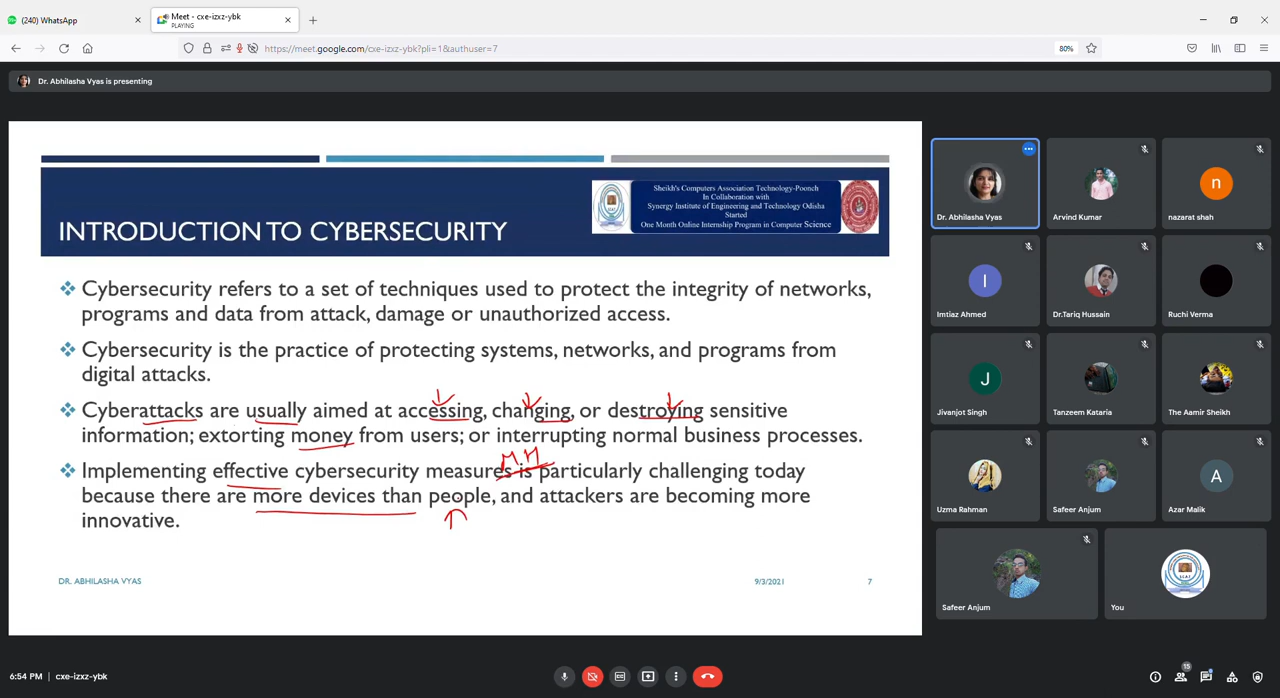 (240) WhatsApp
Meet - cxe-izxz-ybk
PLAYING
https://meet.google.com/cxe-izxz-ybk?pli=1&authuser=7
80%
Dr. Abhilasha Vyas is presenting
Sheikh's Computers Association Technology-Poonch
In Collaboration with
Synergy Institute of Engineering and Technology Odisha
Started
One Month Online Internship Program in Computer Science
INTRODUCTION TO CYBERSECURITY
Cybersecurity refers to a set of techniques used to protect the integrity of networks,
programs and data from attack, damage or unauthorized access.
Cybersecurity is the practice of protecting systems, networks, and programs from
digital attacks.
Cyberattacks are usually aimed at accessing, changing, or destroying sensitive
information; extorting money from users; or interrupting normal business processes.
Implementing effective cybersecurity measures is particularly challenging today
because there are more devices than people, and attackers are becoming more
innovative.
DR. ABHILASHA VYAS
9/3/2021
7
Dr. Abhilasha Vyas
Arvind Kumar
n
nazarat shah
I
Imtiaz Ahmed
Dr.Tariq Hussain
Ruchi Verma
J
Jivanjot Singh
Tanzeem Kataria
The Aamir Sheikh
Uzma Rahman
Safeer Anjum
A
Azar Malik
Safeer Anjum
You
6:54 PM | cxe-izxz-ybk
15